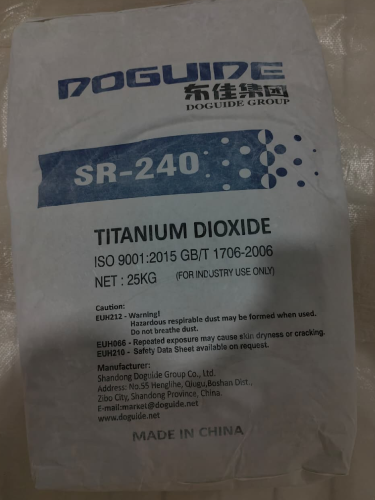 DOGUIDE
东佳集团
DOGUIDE GROUP
SR-240
TITANIUM DIOXIDE
ISO 9001:2015 GB/T 1706-2006
NET : 25KG (FOR INDUSTRY USE ONLY)
Caution:
EUH212 - Warning!
Hazardous respirable dust may be formed when used.
Do not breathe dust.
EUH066 - Repeated exposure may cause skin dryness or cracking.
EUH210 - Safety Data Sheet available on request.
Manufacturer:
Shandong Doguide Group Co., Ltd.
Address: No.55 Henglihe, Qiugu,Boshan Dist.,
Zibo City, Shandong Province, China.
E-mail:market@doguide.net
www.doguide.net
MADE IN CHINA